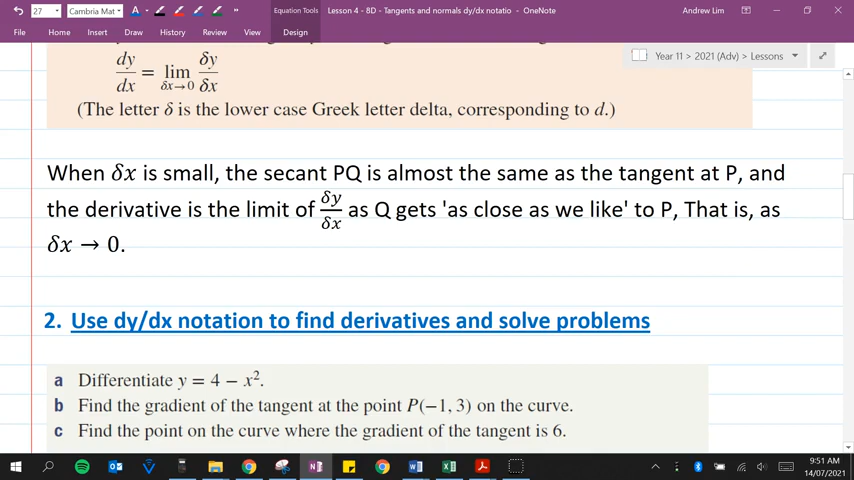 27 Cambria Mat A Equation Tools Lesson 4 - 8D - Tangents and normals dy/dx notatio - OneNote Andrew Lim
File Home Insert Draw History Review View Design
Year 11 > 2021 (Adv) > Lessons
dy/dx = lim δx→0 δy/δx
(The letter δ is the lower case Greek letter delta, corresponding to d.)
When δx is small, the secant PQ is almost the same as the tangent at P, and
the derivative is the limit of δy/δx as Q gets 'as close as we like' to P, That is, as
δx → 0.
2. Use dy/dx notation to find derivatives and solve problems
a Differentiate y = 4 − x².
b Find the gradient of the tangent at the point P(−1, 3) on the curve.
c Find the point on the curve where the gradient of the tangent is 6.
9:51 AM
14/07/2021